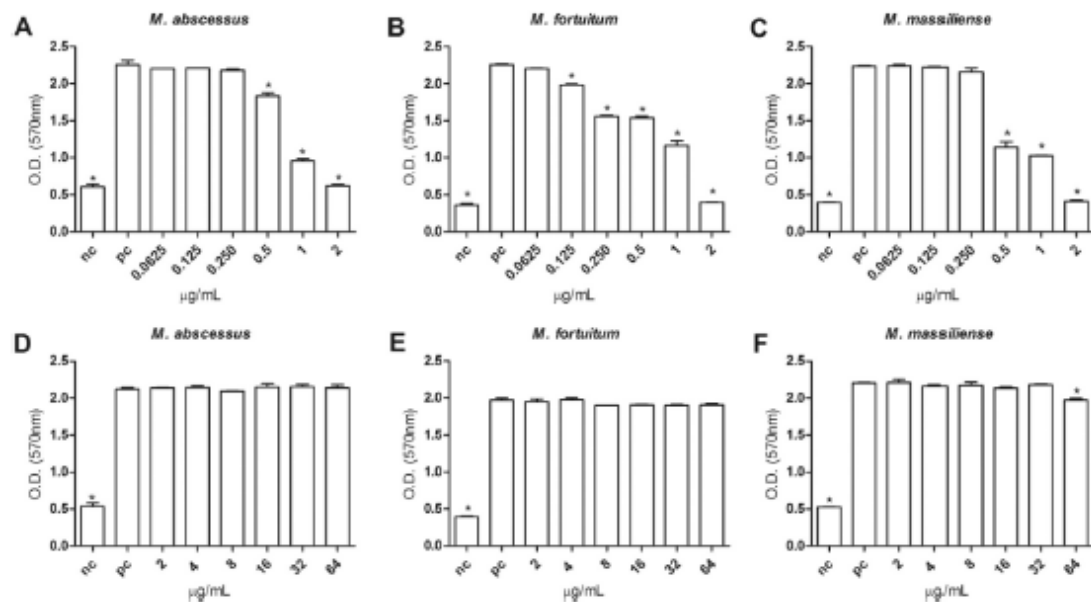 A M. abscessus
B M. fortuitum
C M. massiliense
O.D. (570nm)
2.5
2.0
1.5
1.0
0.5
0.0
* * * *
nc pc 0.0625 0.125 0.250 0.5 1 2
µg/mL
O.D. (570nm)
2.5
2.0
1.5
1.0
0.5
0.0
* * * * * *
nc pc 0.0625 0.125 0.250 0.5 1 2
µg/mL
O.D. (570nm)
2.5
2.0
1.5
1.0
0.5
0.0
* * * *
nc pc 0.0625 0.125 0.250 0.5 1 2
µg/mL
D M. abscessus
E M. fortuitum
F M. massiliense
O.D. (570nm)
2.5
2.0
1.5
1.0
0.5
0.0
*
nc pc 2 4 8 16 32 64
µg/mL
O.D. (570nm)
2.5
2.0
1.5
1.0
0.5
0.0
*
nc pc 2 4 8 16 32 64
µg/mL
O.D. (570nm)
2.5
2.0
1.5
1.0
0.5
0.0
* *
nc pc 2 4 8 16 32 64
µg/mL